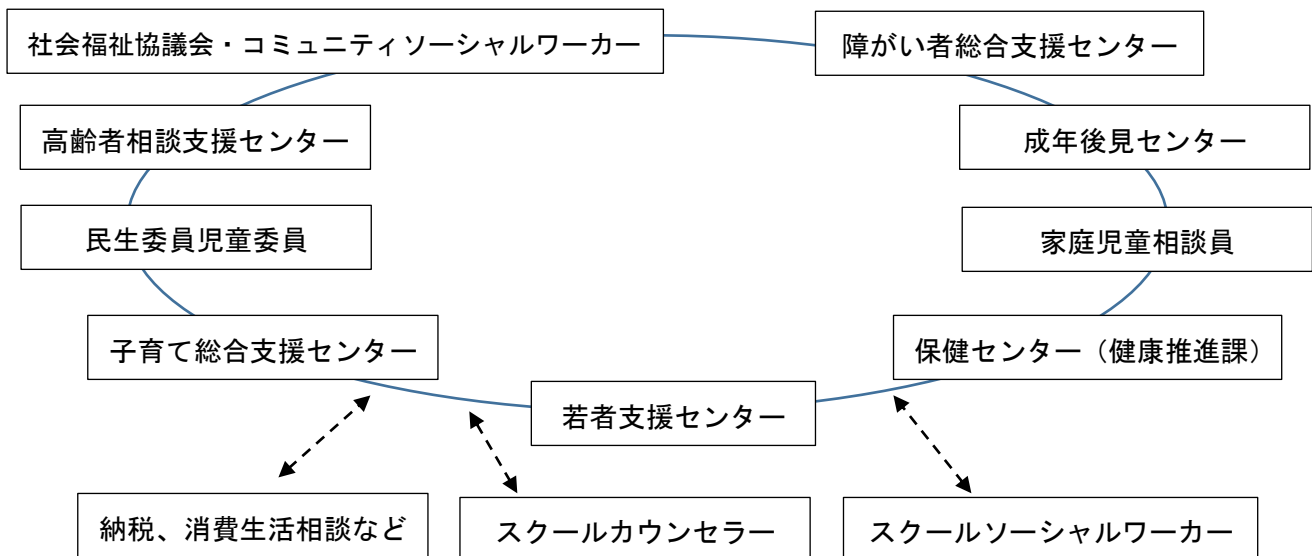 社会福祉協議会・コミュニティソーシャルワーカー
障がい者総合支援センター
高齢者相談支援センター
成年後見センター
民生委員児童委員
家庭児童相談員
子育て総合支援センター
保健センター（健康推進課）
若者支援センター
納税、消費生活相談など
スクールカウンセラー
スクールソーシャルワーカー